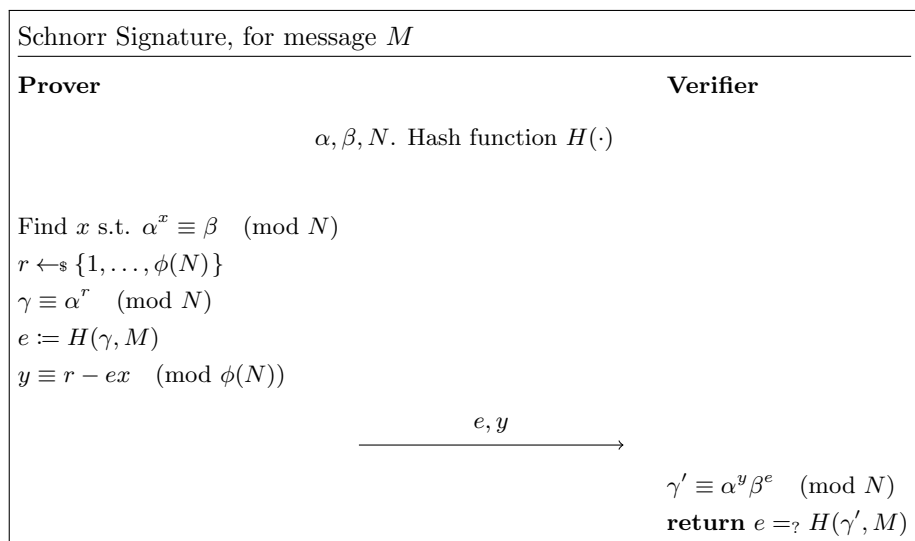 Schnorr Signature, for message M
Prover Verifier
α, β, N. Hash function H(·)
Find x s.t. α^x ≡ β (mod N)
r ←$ {1, . . . , ϕ(N)}
γ ≡ α^r (mod N)
e := H(γ, M)
y ≡ r − ex (mod ϕ(N))
e, y
γ′ ≡ α^y β^e (mod N)
return e =? H(γ′, M)